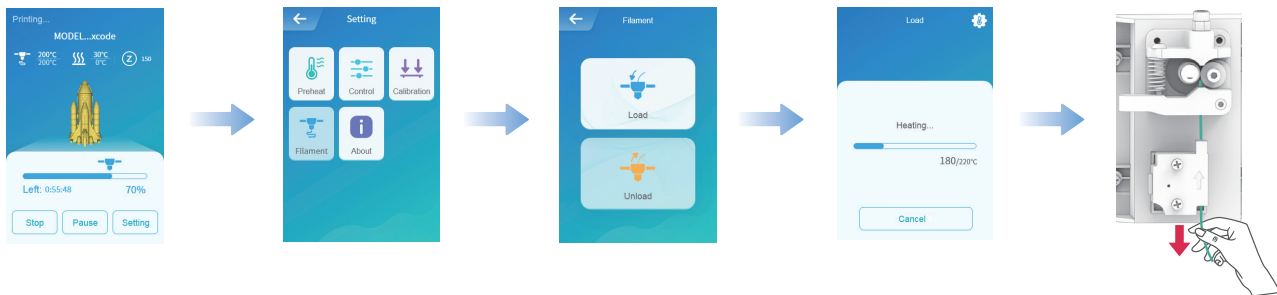 Printing...
MODEL...xcode
200°C
200°C
30°C
0°C
Z 150
Left: 0:55:48
70%
Stop
Pause
Setting
Setting
Preheat
Control
Calibration
Filament
About
Filament
Load
Unload
Load
Heating...
180/220°C
Cancel